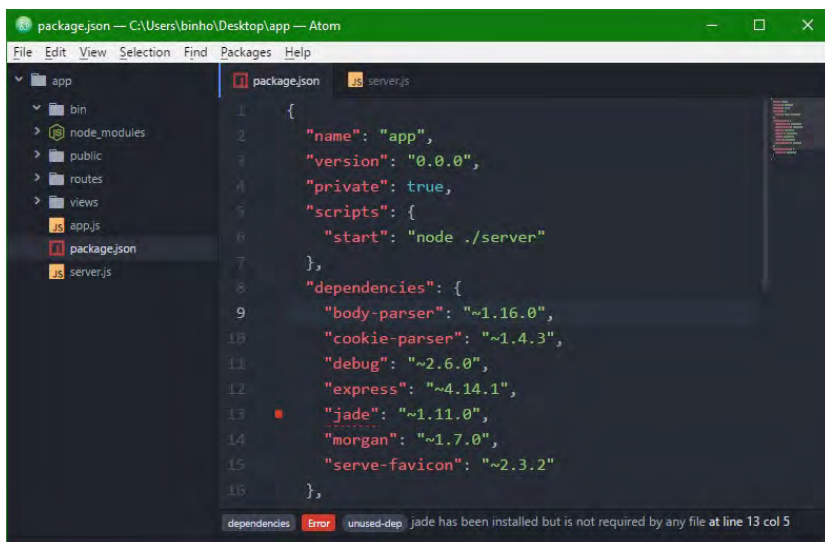 package.json — C:\Users\binho\Desktop\app — Atom
File Edit View Selection Find Packages Help
app
bin
node_modules
public
routes
views
JS app.js
package.json
JS server.js
package.json JS server.js
1 {
2 "name": "app",
3 "version": "0.0.0",
4 "private": true,
5 "scripts": {
6 "start": "node ./server"
7 },
8 "dependencies": {
9 "body-parser": "~1.16.0",
10 "cookie-parser": "~1.4.3",
11 "debug": "~2.6.0",
12 "express": "~4.14.1",
13 "jade": "~1.11.0",
14 "morgan": "~1.7.0",
15 "serve-favicon": "~2.3.2"
16 },
dependencies Error unused-dep jade has been installed but is not required by any file at line 13 col 5